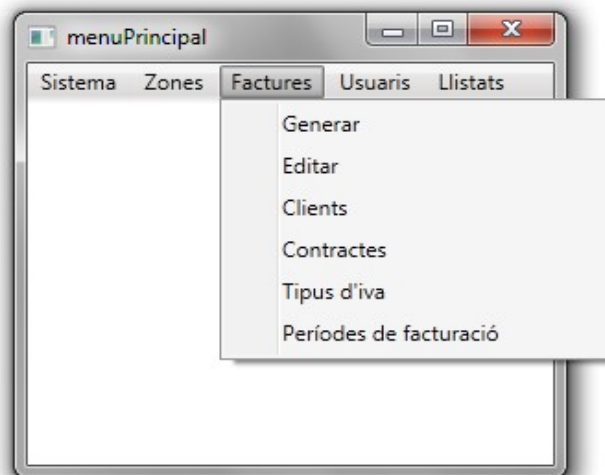 menuPrincipal
Sistema Zones Factures Usuaris Llistats
Generar
Editar
Clients
Contractes
Tipus d'iva
Períodes de facturació